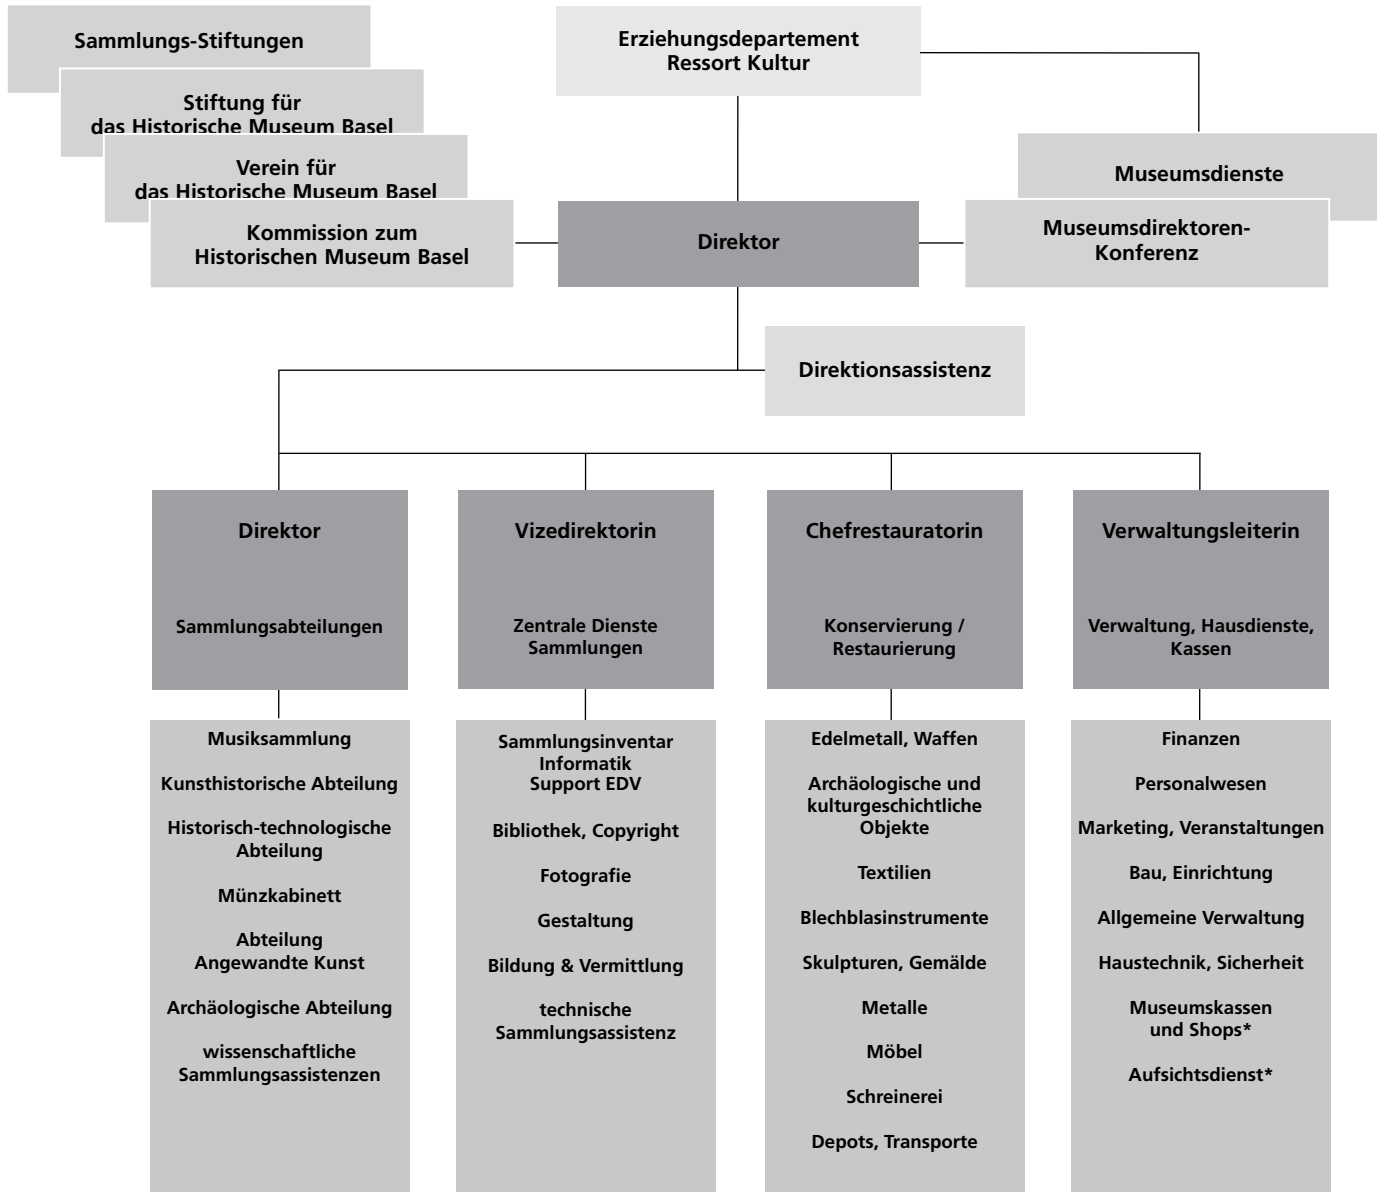 Sammlungs-Stiftungen
Stiftung für
das Historische Museum Basel
Verein für
das Historische Museum Basel
Kommission zum
Historischen Museum Basel
Erziehungsdepartement
Ressort Kultur
Direktor
Museumsdienste
Museumsdirektoren-
Konferenz
Direktionsassistenz
Direktor
Sammlungsabteilungen
Musiksammlung
Kunsthistorische Abteilung
Historisch-technologische
Abteilung
Münzkabinett
Abteilung
Angewandte Kunst
Archäologische Abteilung
wissenschaftliche
Sammlungsassistenzen
Vizedirektorin
Zentrale Dienste
Sammlungen
Sammlungsinventar
Informatik
Support EDV
Bibliothek, Copyright
Fotografie
Gestaltung
Bildung & Vermittlung
technische
Sammlungsassistenz
Chefrestauratorin
Konservierung /
Restaurierung
Edelmetall, Waffen
Archäologische und
kulturgeschichtliche
Objekte
Textilien
Blechblasinstrumente
Skulpturen, Gemälde
Metalle
Möbel
Schreinerei
Depots, Transporte
Verwaltungsleiterin
Verwaltung, Hausdienste,
Kassen
Finanzen
Personalwesen
Marketing, Veranstaltungen
Bau, Einrichtung
Allgemeine Verwaltung
Haustechnik, Sicherheit
Museumskassen
und Shops*
Aufsichtsdienst*